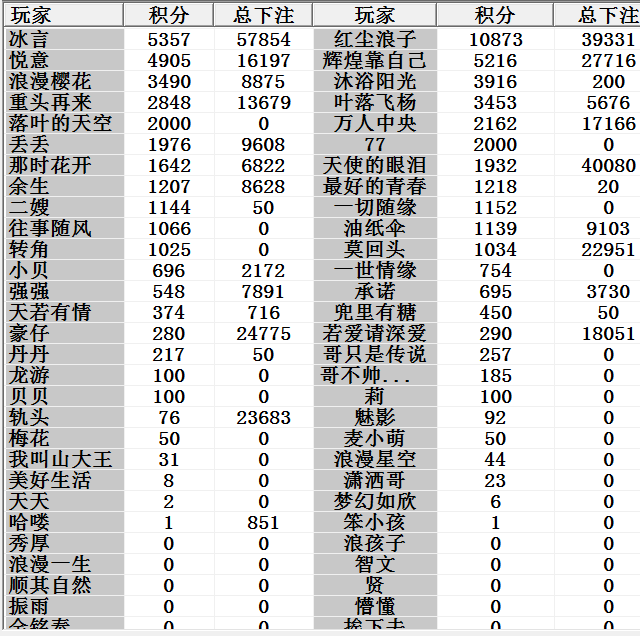 玩家 积分 总下注 玩家 积分 总下注
冰言 5357 57854 红尘浪子 10873 39331
悦意 4905 16197 辉煌靠自己 5216 27716
浪漫樱花 3490 8875 沐浴阳光 3916 200
重头再来 2848 13679 叶落飞杨 3453 5676
落叶的天空 2000 0 万人中央 2162 17166
丢丢 1976 9608 77 2000 0
那时花开 1642 6822 天使的眼泪 1932 40080
余生 1207 8628 最好的青春 1218 20
二嫂 1144 50 一切随缘 1152 0
往事随风 1066 0 油纸伞 1139 9103
转角 1025 0 莫回头 1034 22951
小贝 696 2172 一世情缘 754 0
强强 548 7891 承诺 695 3730
天若有情 374 716 兜里有糖 450 50
豪仔 280 24775 若爱请深爱 290 18051
丹丹 217 50 哥只是传说 257 0
龙游 100 0 哥不帅... 185 0
贝贝 100 0 莉 100 0
轨头 76 23683 魅影 92 0
梅花 50 0 麦小萌 50 0
我叫山大王 31 0 浪漫星空 44 0
美好生活 8 0 潇洒哥 23 0
天天 2 0 梦幻如欣 6 0
哈喽 1 851 笨小孩 1 0
秀厚 0 0 浪孩子 0 0
浪漫一生 0 0 智文 0 0
顺其自然 0 0 贤 0 0
振雨 0 0 懵懂 0 0
0 0 挨下去 0 0